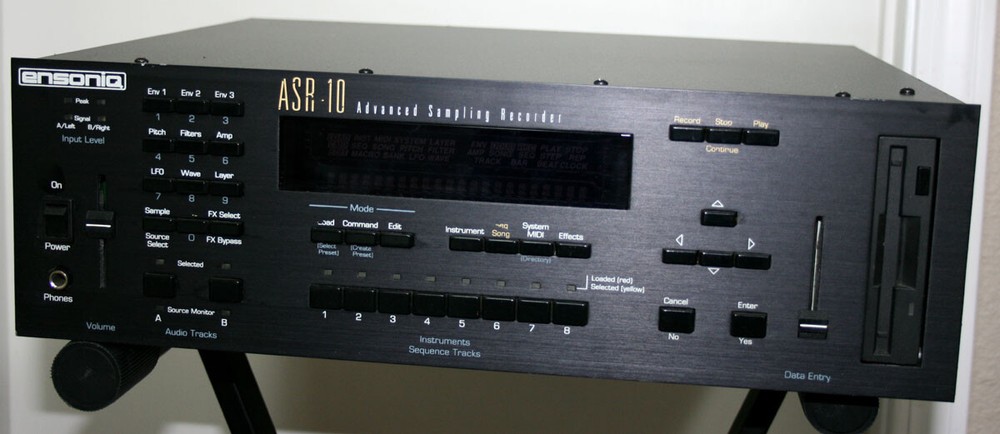 ensoniq
Peak
Signal
A/Left B/Right
Input Level
On
Power
Phones
Volume
Env 1 Env 2 Env 3
1 2 3
Pitch Filters Amp
4 5 6
LFO Wave Layer
7 8 9
Sample FX Select
Source Select 0 FX Bypass
Selected
Source Monitor
A B
Audio Tracks
ASR-10 Advanced Sampling Recorder
Mode
Load Command Edit
(Select Preset) (Create Preset)
Instrument Seq Song System MIDI Effects
(Directory)
Loaded (red)
Selected (yellow)
1 2 3 4 5 6 7 8
Instruments
Sequence Tracks
Record Stop Play
Continue
Cancel Enter
No Yes
Data Entry